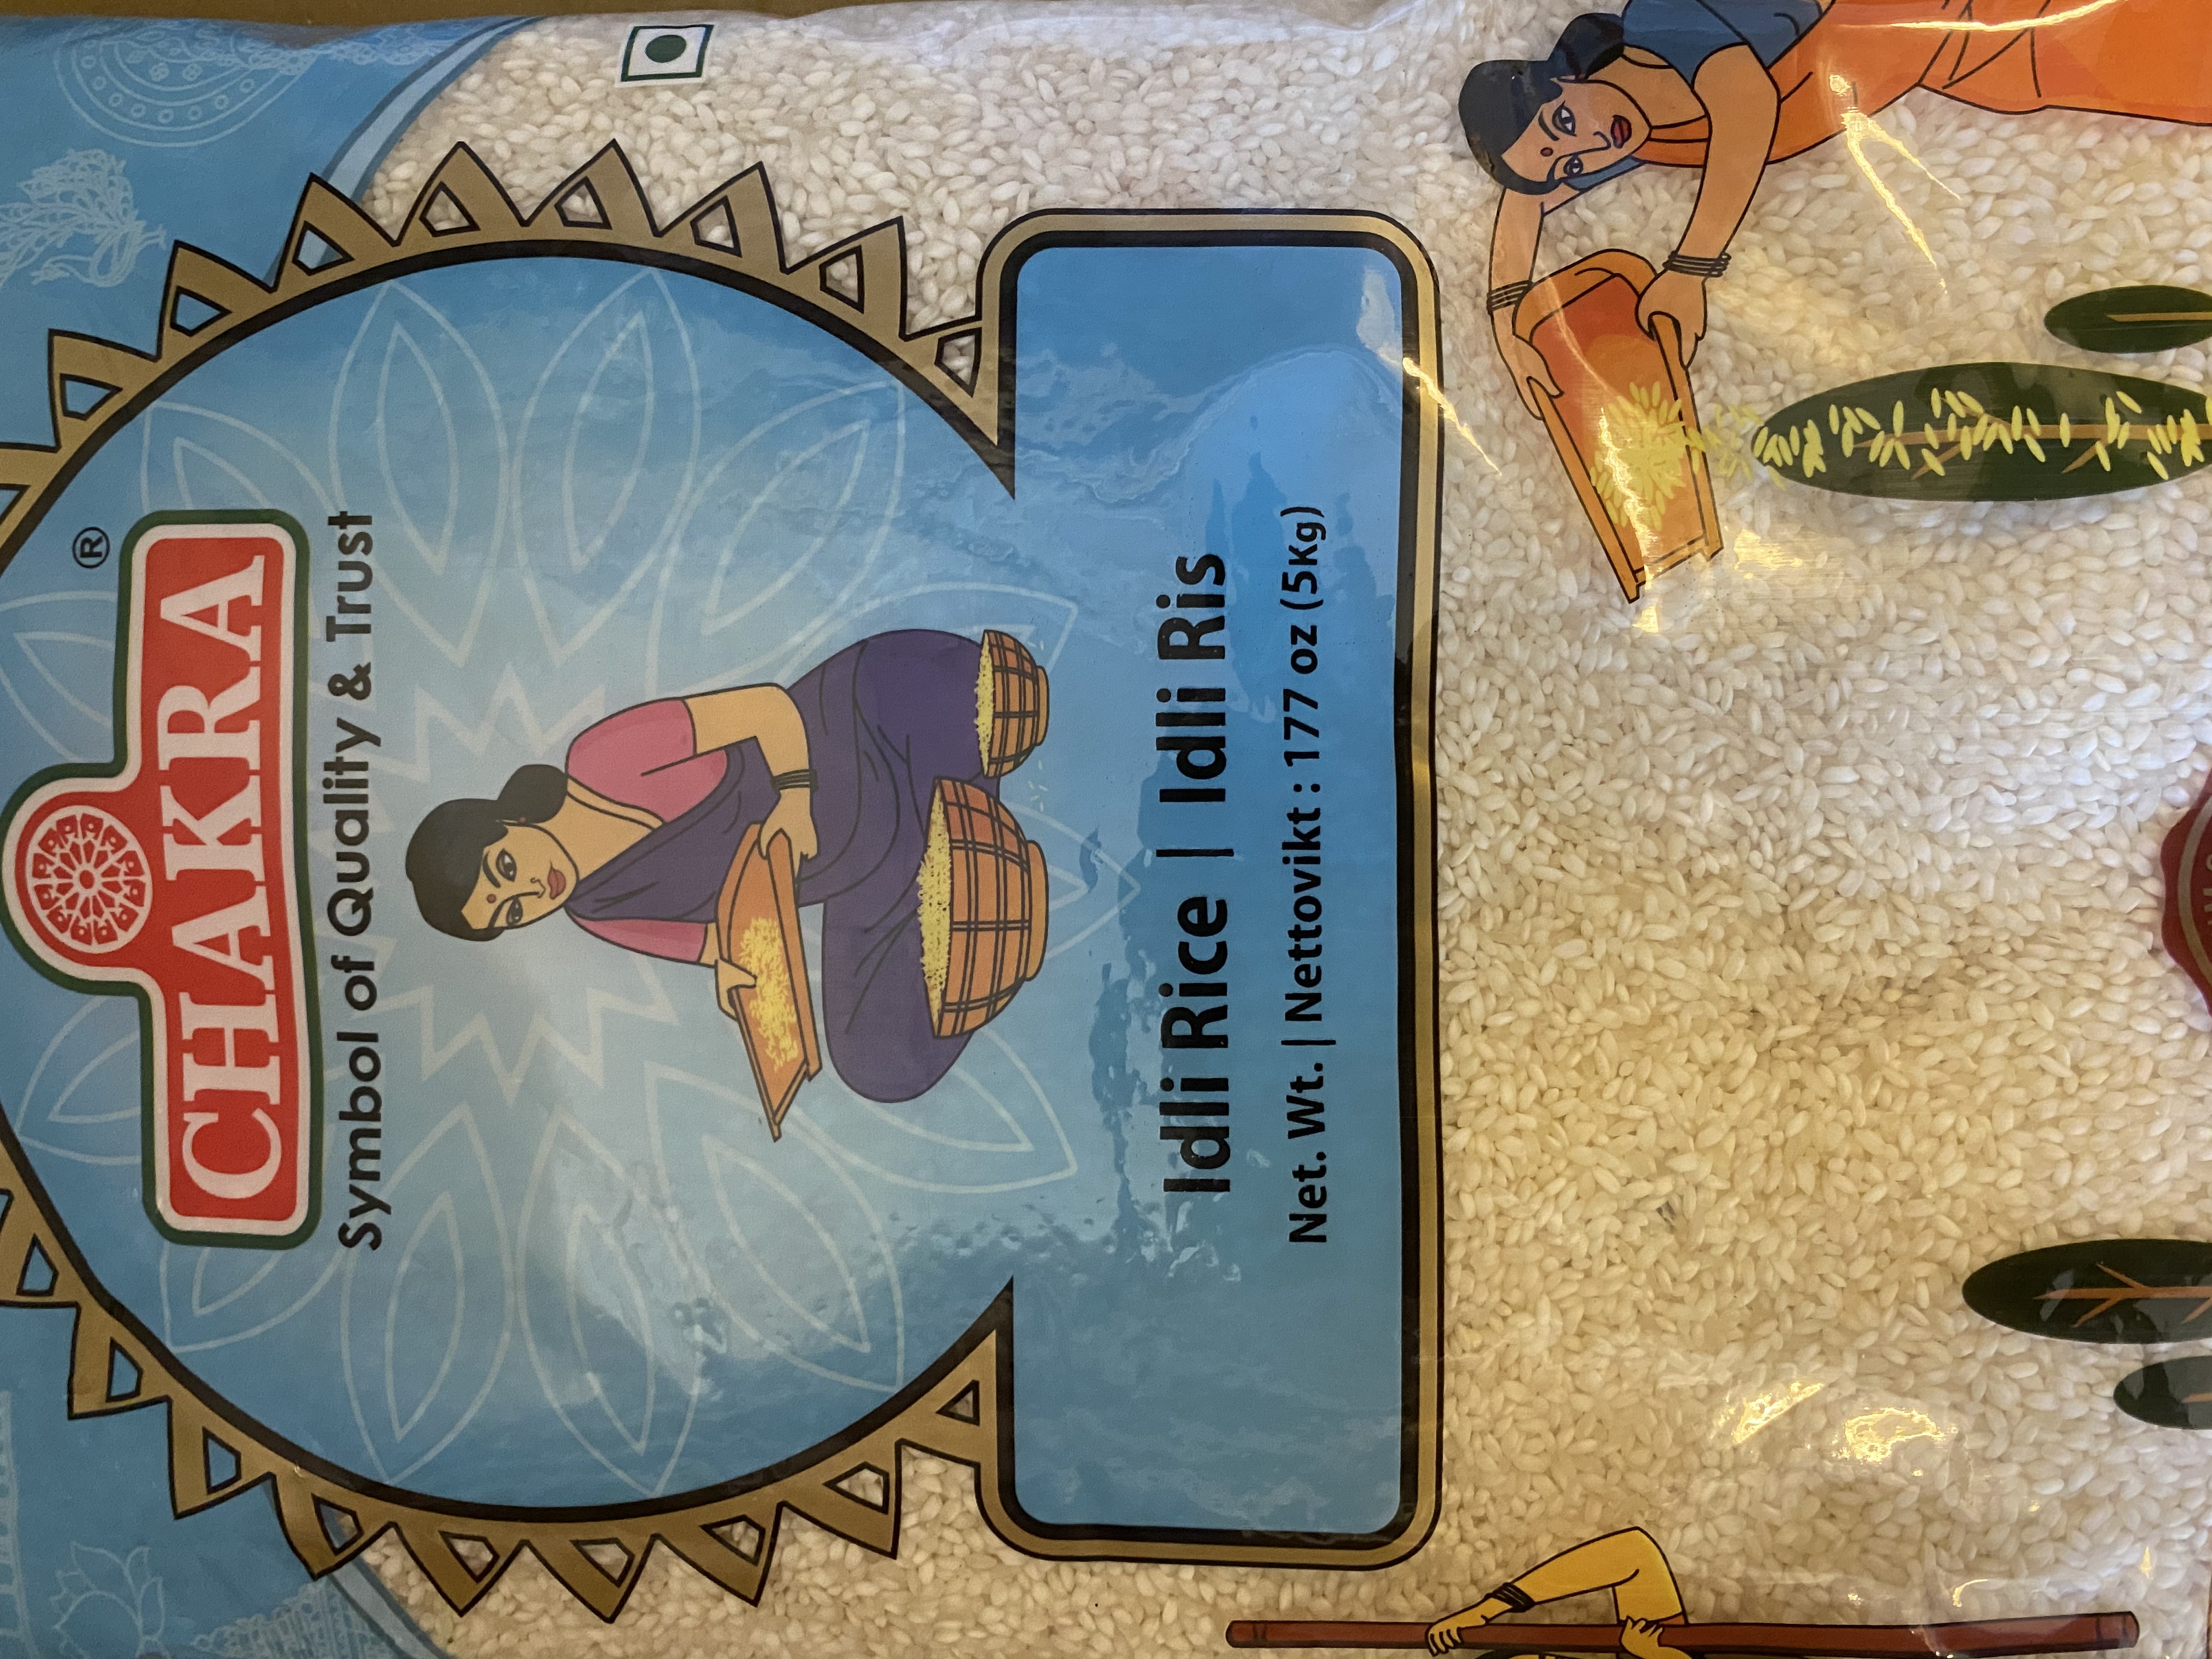 ®
CHAKRA
Symbol of Quality & Trust
Idli Rice | Idli Ris
Net. Wt. | Nettovikt : 177 oz (5Kg)